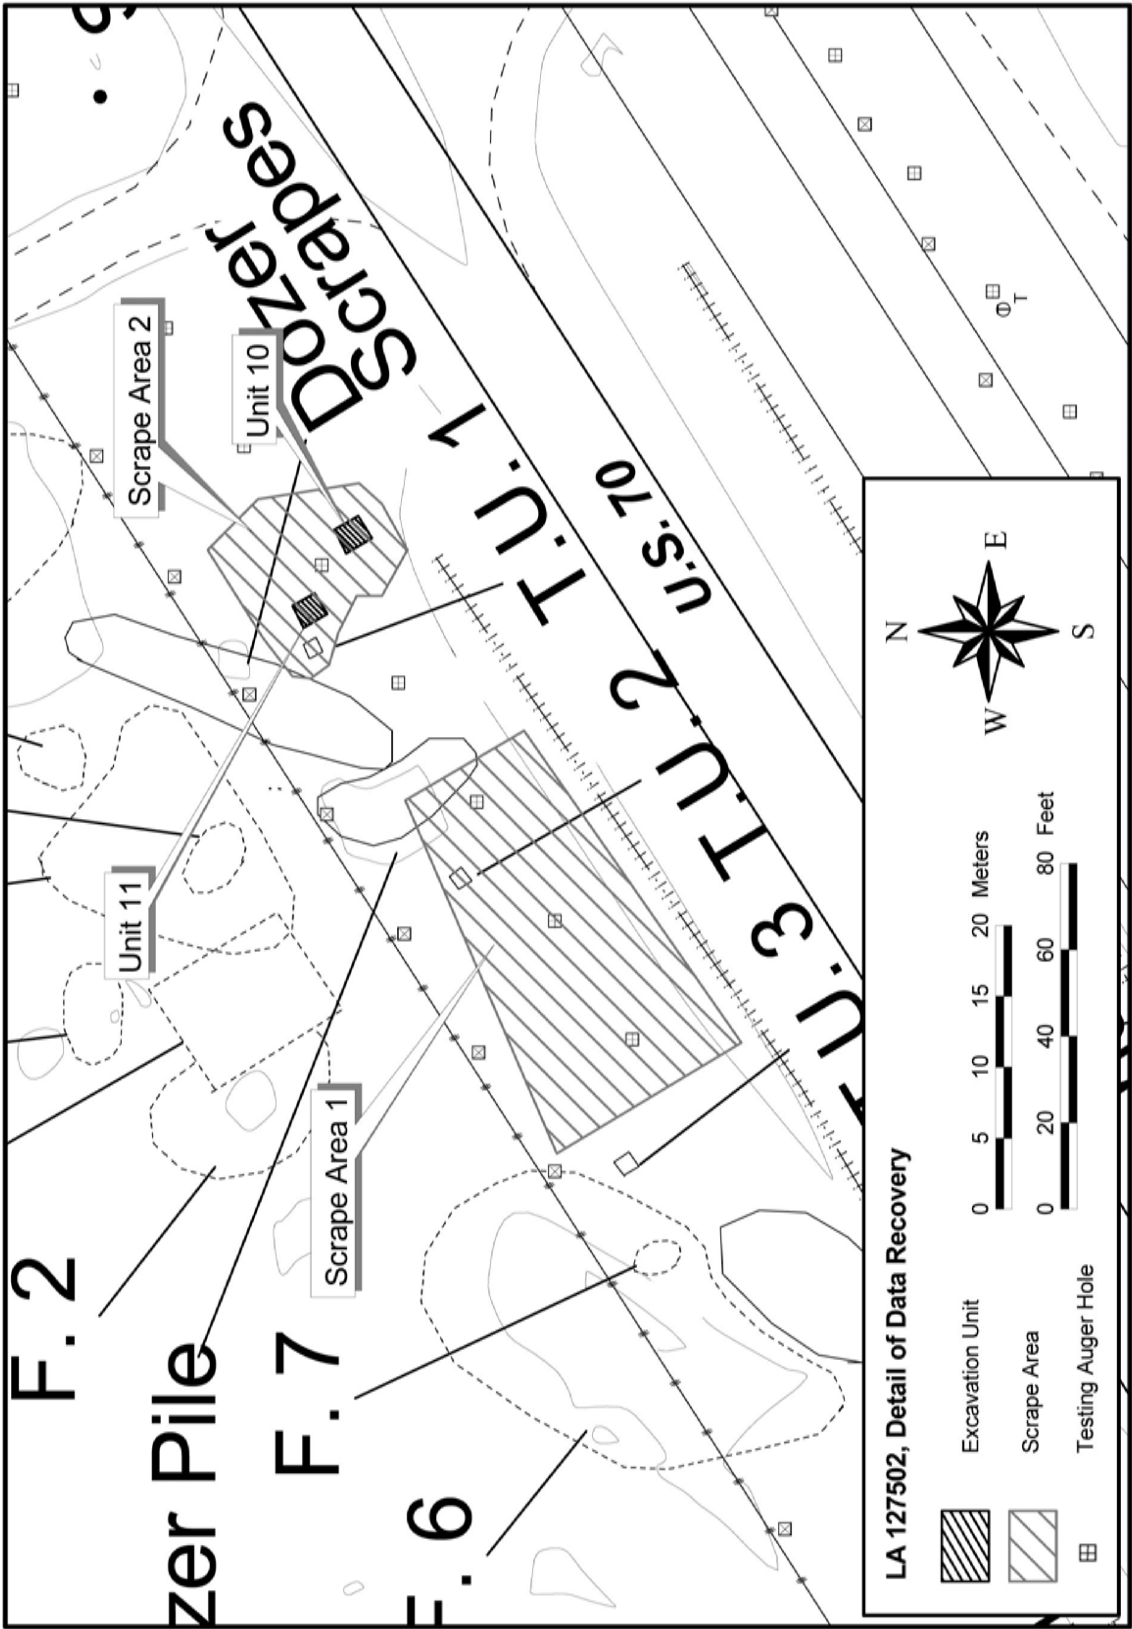 Scrape Area 2
Unit 10
Dozer
Scrapes
Unit 11
T.U. 1
U.S. 70
T.U. 2
T.U. 3
Scrape Area 1
F. 2
zer Pile
F. 7
F. 6
T
LA 127502, Detail of Data Recovery
Excavation Unit
Scrape Area
Testing Auger Hole
0 5 10 15 20 Meters
0 20 40 60 80 Feet
N
W
E
S